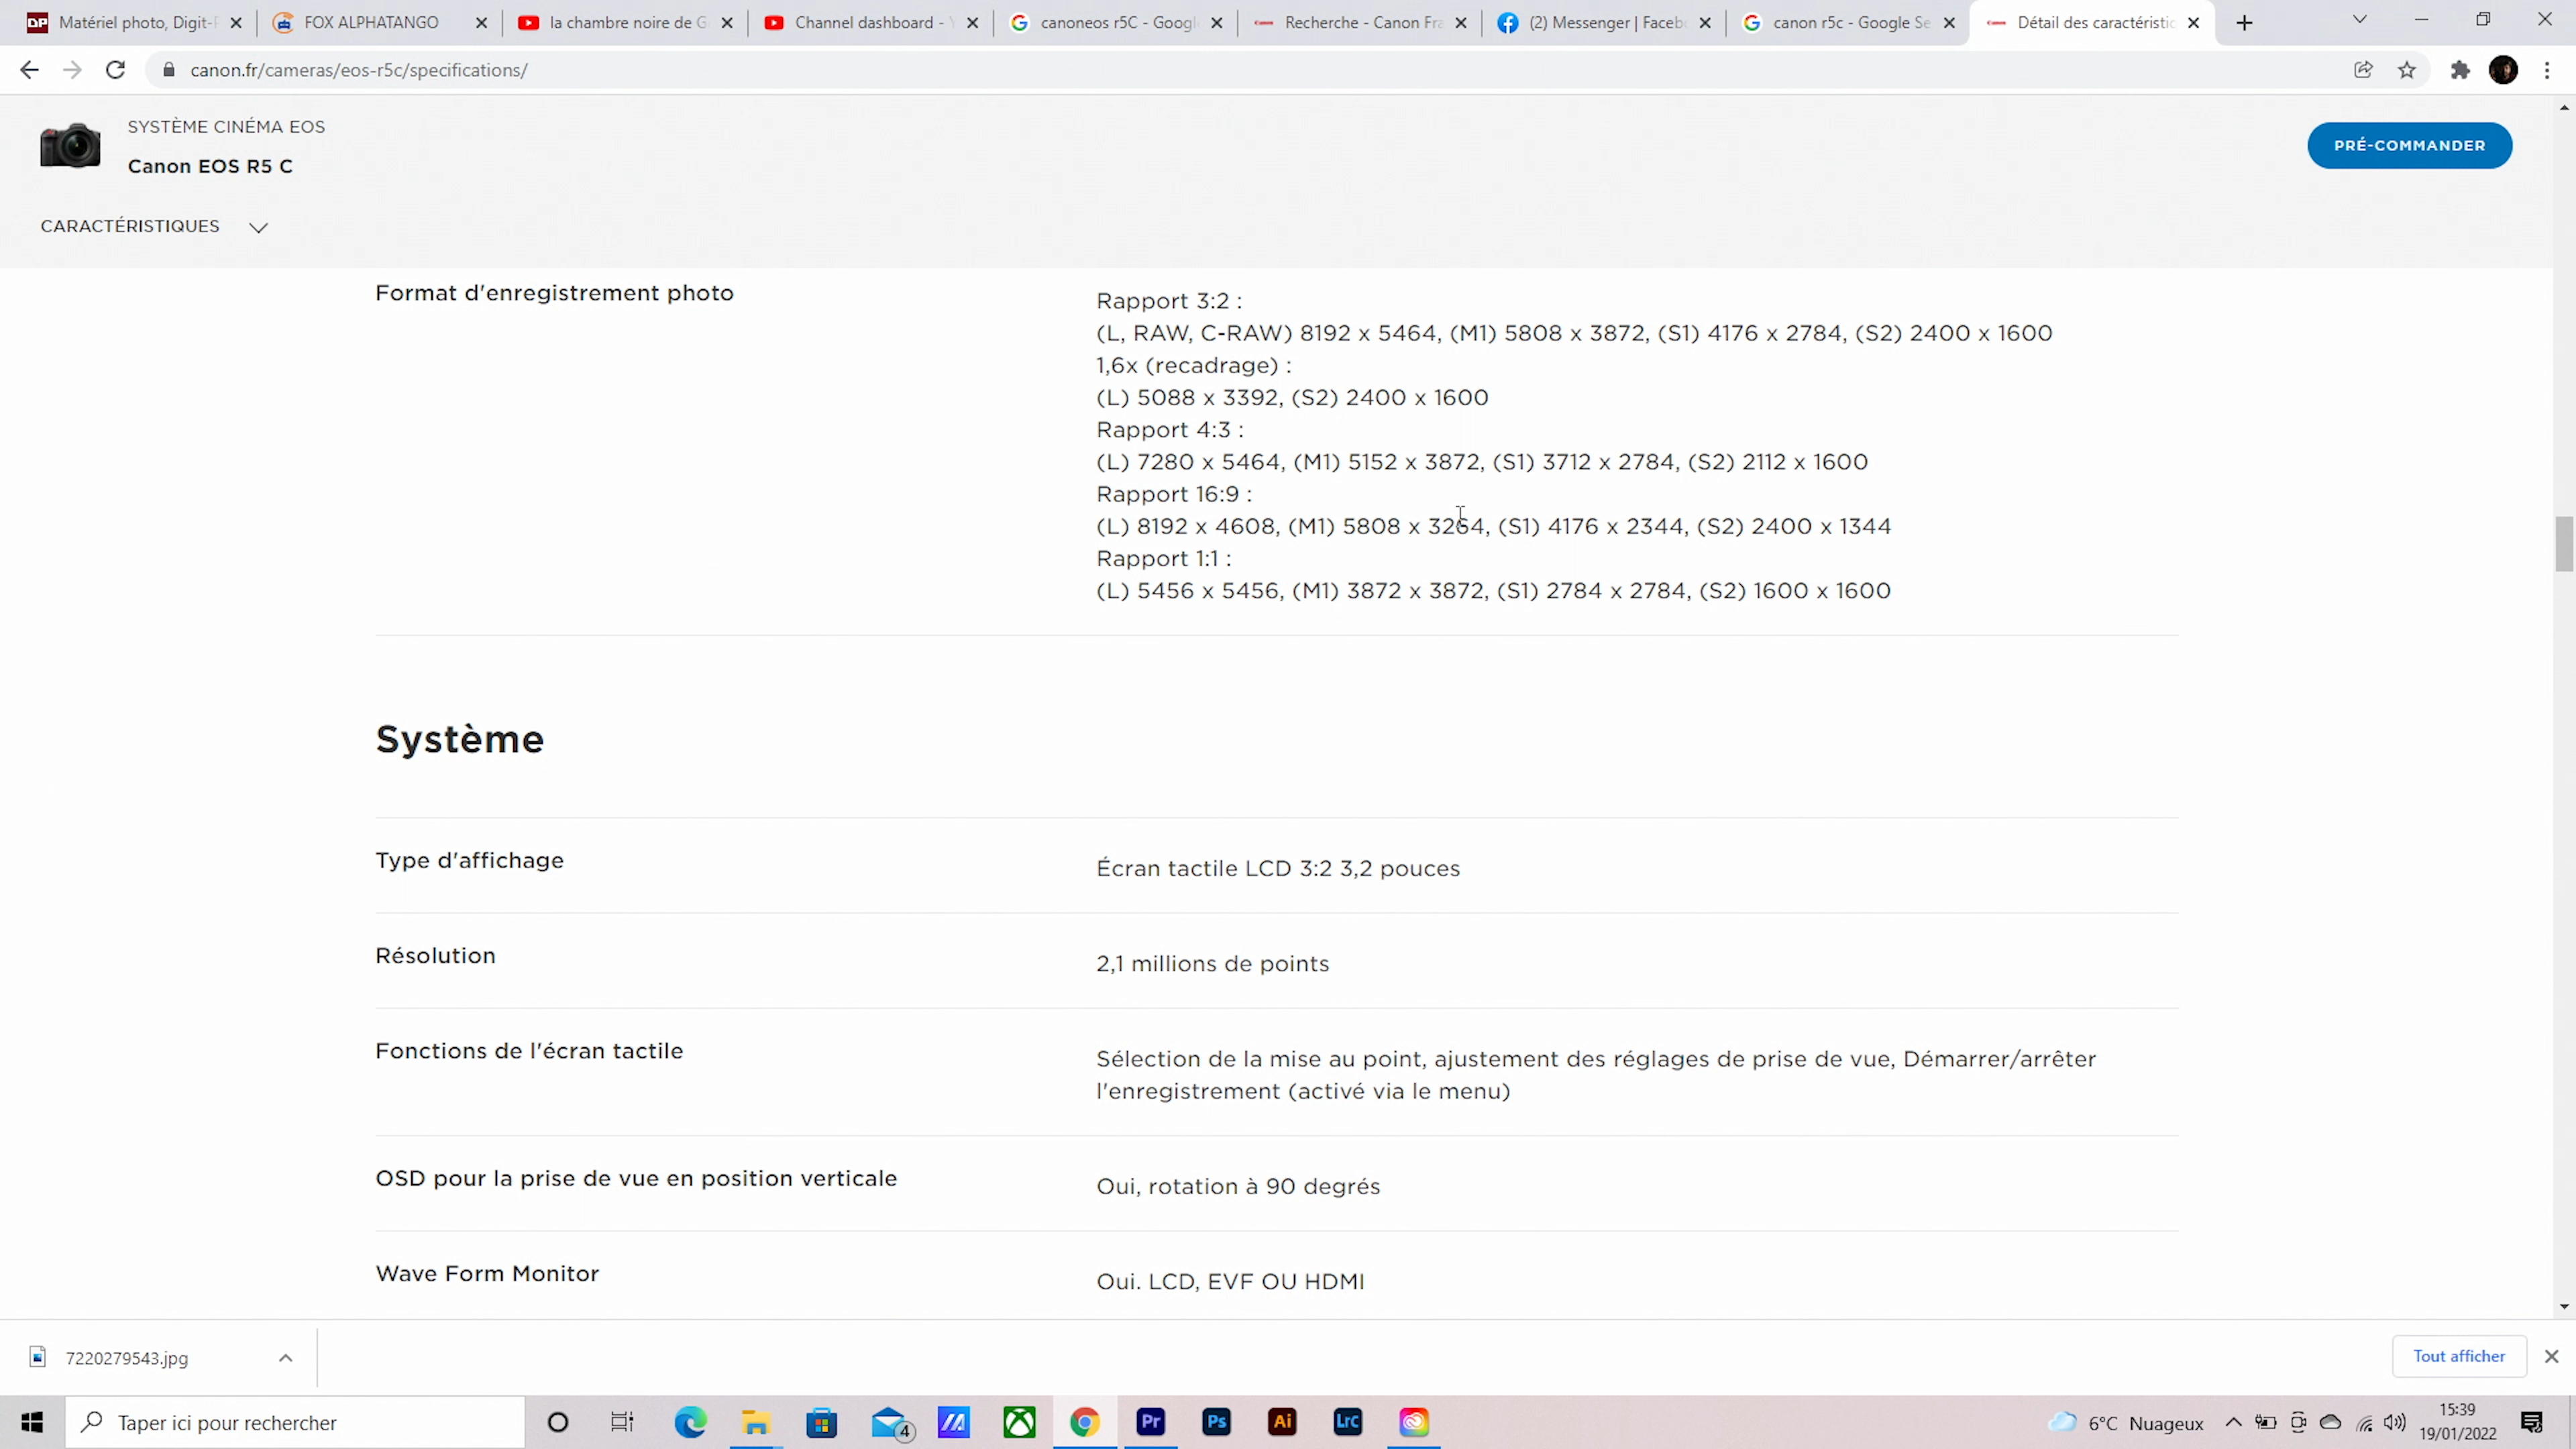 Matériel photo, Digit-P
FOX ALPHATANGO
la chambre noire de G
Channel dashboard - Y
canoneos r5C - Googl
Recherche - Canon Fra
(2) Messenger | Facebo
canon r5c - Google Se
Détail des caractéristic
canon.fr/cameras/eos-r5c/specifications/
SYSTÈME CINÉMA EOS
Canon EOS R5 C
PRÉ-COMMANDER
CARACTÉRISTIQUES
Format d'enregistrement photo
Rapport 3:2 :
(L, RAW, C-RAW) 8192 x 5464, (M1) 5808 x 3872, (S1) 4176 x 2784, (S2) 2400 x 1600
1,6x (recadrage) :
(L) 5088 x 3392, (S2) 2400 x 1600
Rapport 4:3 :
(L) 7280 x 5464, (M1) 5152 x 3872, (S1) 3712 x 2784, (S2) 2112 x 1600
Rapport 16:9 :
(L) 8192 x 4608, (M1) 5808 x 3264, (S1) 4176 x 2344, (S2) 2400 x 1344
Rapport 1:1 :
(L) 5456 x 5456, (M1) 3872 x 3872, (S1) 2784 x 2784, (S2) 1600 x 1600
Système
Type d'affichage
Écran tactile LCD 3:2 3,2 pouces
Résolution
2,1 millions de points
Fonctions de l'écran tactile
Sélection de la mise au point, ajustement des réglages de prise de vue, Démarrer/arrêter
l'enregistrement (activé via le menu)
OSD pour la prise de vue en position verticale
Oui, rotation à 90 degrés
Wave Form Monitor
Oui. LCD, EVF OU HDMI
7220279543.jpg
Tout afficher
Taper ici pour rechercher
4
Pr
Ps
Ai
Lrc
6°C Nuageux
15:39
19/01/2022